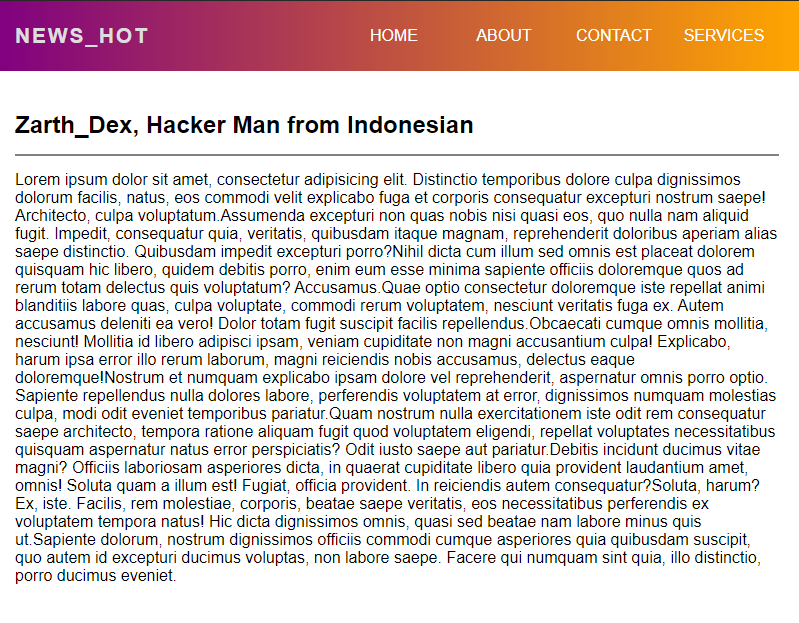 NEWS_HOT
HOME ABOUT CONTACT SERVICES
Zarth_Dex, Hacker Man from Indonesian
Lorem ipsum dolor sit amet, consectetur adipisicing elit. Distinctio temporibus dolore culpa dignissimos
dolorum facilis, natus, eos commodi velit explicabo fuga et corporis consequatur excepturi nostrum saepe!
Architecto, culpa voluptatum.Assumenda excepturi non quas nobis nisi quasi eos, quo nulla nam aliquid
fugit. Impedit, consequatur quia, veritatis, quibusdam itaque magnam, reprehenderit doloribus aperiam alias
saepe distinctio. Quibusdam impedit excepturi porro?Nihil dicta cum illum sed omnis est placeat dolorem
quisquam hic libero, quidem debitis porro, enim eum esse minima sapiente officiis doloremque quos ad
rerum totam delectus quis voluptatum? Accusamus.Quae optio consectetur doloremque iste repellat animi
blanditiis labore quas, culpa voluptate, commodi rerum voluptatem, nesciunt veritatis fuga ex. Autem
accusamus deleniti ea vero! Dolor totam fugit suscipit facilis repellendus.Obcaecati cumque omnis mollitia,
nesciunt! Mollitia id libero adipisci ipsam, veniam cupiditate non magni accusantium culpa! Explicabo,
harum ipsa error illo rerum laborum, magni reiciendis nobis accusamus, delectus eaque
doloremque!Nostrum et numquam explicabo ipsam dolore vel reprehenderit, aspernatur omnis porro optio.
Sapiente repellendus nulla dolores labore, perferendis voluptatem at error, dignissimos numquam molestias
culpa, modi odit eveniet temporibus pariatur.Quam nostrum nulla exercitationem iste odit rem consequatur
saepe architecto, tempora ratione aliquam fugit quod voluptatem eligendi, repellat voluptates necessitatibus
quisquam aspernatur natus error perspiciatis? Odit iusto saepe aut pariatur.Debitis incidunt ducimus vitae
magni? Officiis laboriosam asperiores dicta, in quaerat cupiditate libero quia provident laudantium amet,
omnis! Soluta quam a illum est! Fugiat, officia provident. In reiciendis autem consequatur?Soluta, harum?
Ex, iste. Facilis, rem molestiae, corporis, beatae saepe veritatis, eos necessitatibus perferendis ex
voluptatem tempora natus! Hic dicta dignissimos omnis, quasi sed beatae nam labore minus quis
ut.Sapiente dolorum, nostrum dignissimos officiis commodi cumque asperiores quia quibusdam suscipit,
quo autem id excepturi ducimus voluptas, non labore saepe. Facere qui numquam sint quia, illo distinctio,
porro ducimus eveniet.